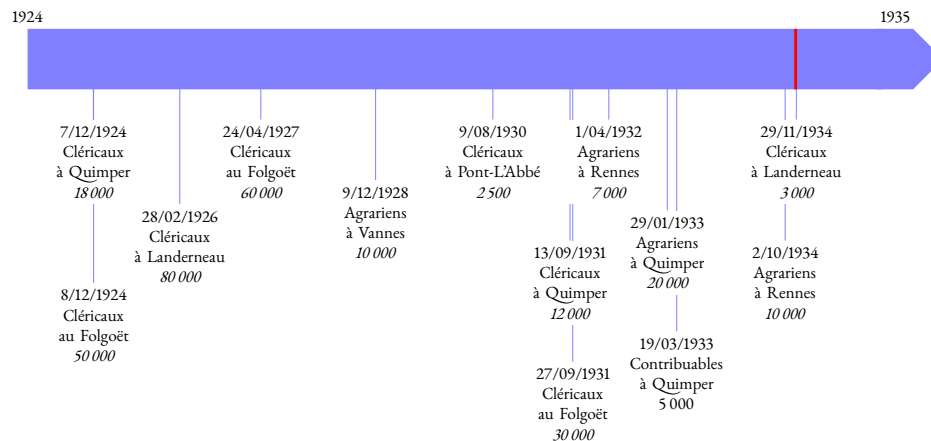 1924
1935
7/12/1924
Cléricaux
à Quimper
18 000
8/12/1924
Cléricaux
au Folgoët
50 000
28/02/1926
Cléricaux
à Landerneau
80 000
24/04/1927
Cléricaux
au Folgoët
60 000
9/12/1928
Agrariens
à Vannes
10 000
9/08/1930
Cléricaux
à Pont-L'Abbé
2 500
13/09/1931
Cléricaux
à Quimper
12 000
27/09/1931
Cléricaux
au Folgoët
30 000
1/04/1932
Agrariens
à Rennes
7 000
29/01/1933
Agrariens
à Quimper
20 000
19/03/1933
Contribuables
à Quimper
5 000
29/11/1934
Cléricaux
à Landerneau
3 000
2/10/1934
Agrariens
à Rennes
10 000